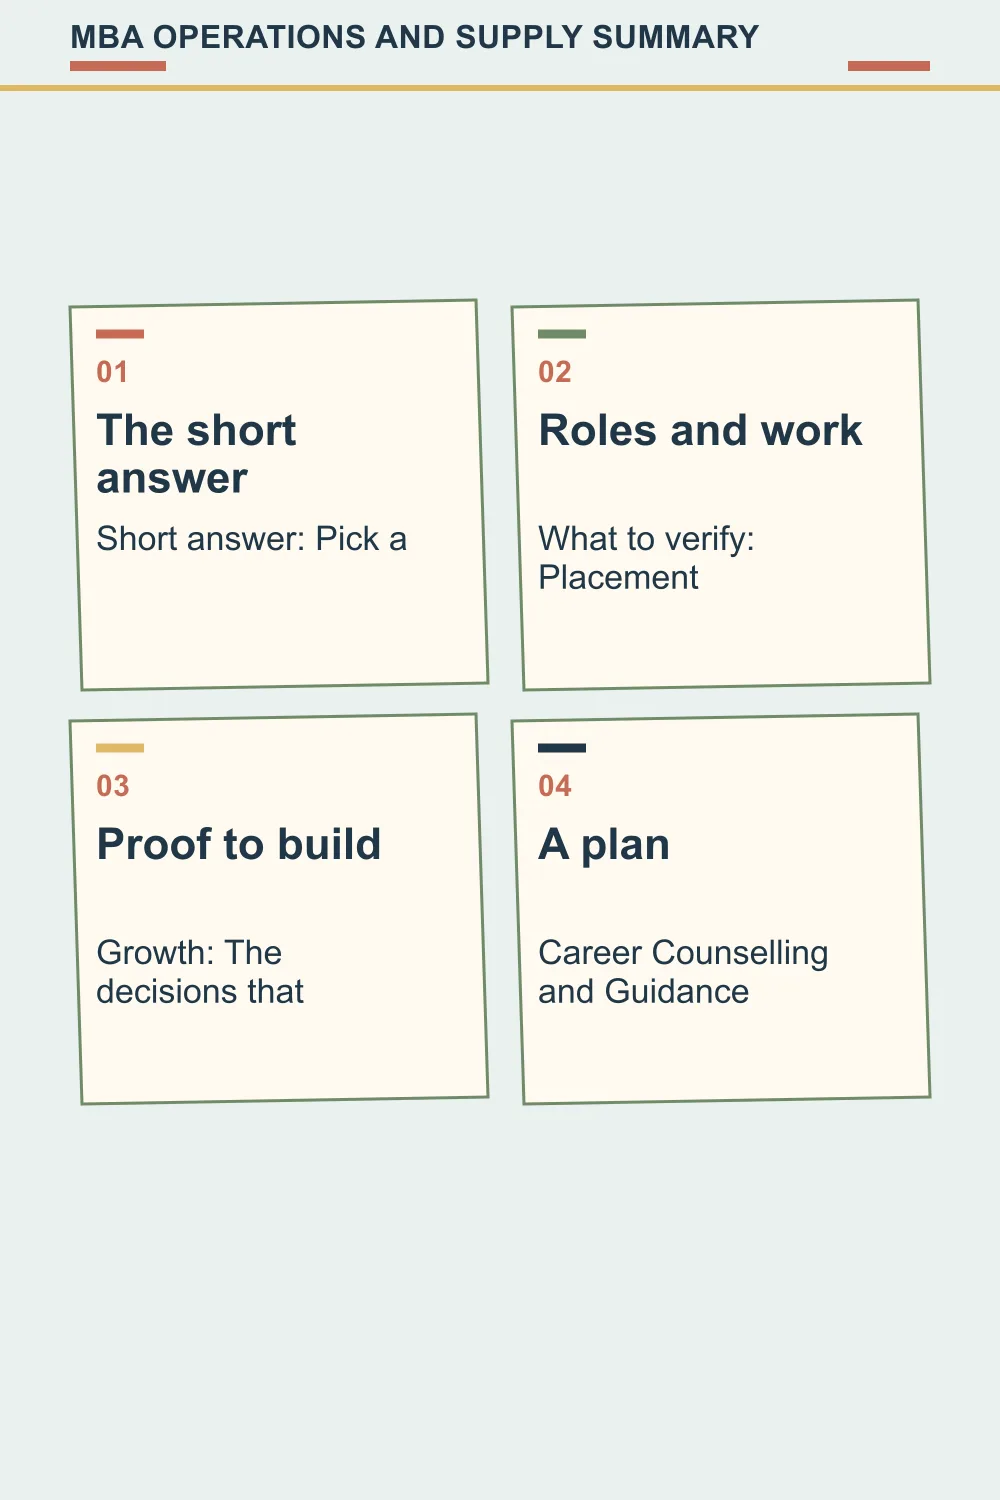 MBA OPERATIONS AND SUPPLY SUMMARY
01
The short
answer
Short answer: Pick a
02
Roles and work
What to verify:
Placement
03
Proof to build
Growth: The
decisions that
04
A plan
Career Counselling
and Guidance